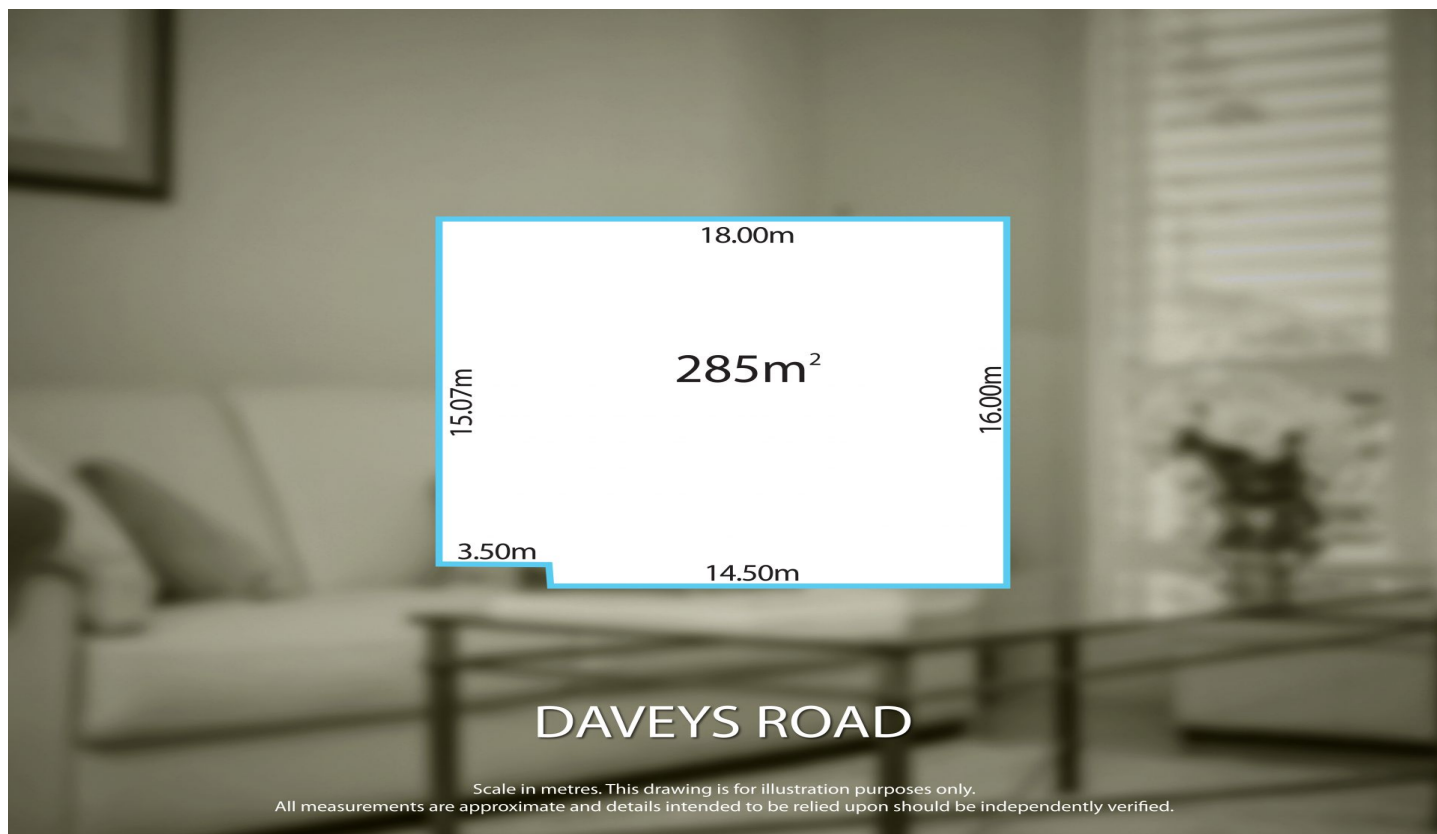 18.00m
285m²
15.07m
16.00m
3.50m
14.50m
DAVEYS ROAD
Scale in metres. This drawing is for illustration purposes only.
All measurements are approximate and details intended to be relied upon should be independently verified.